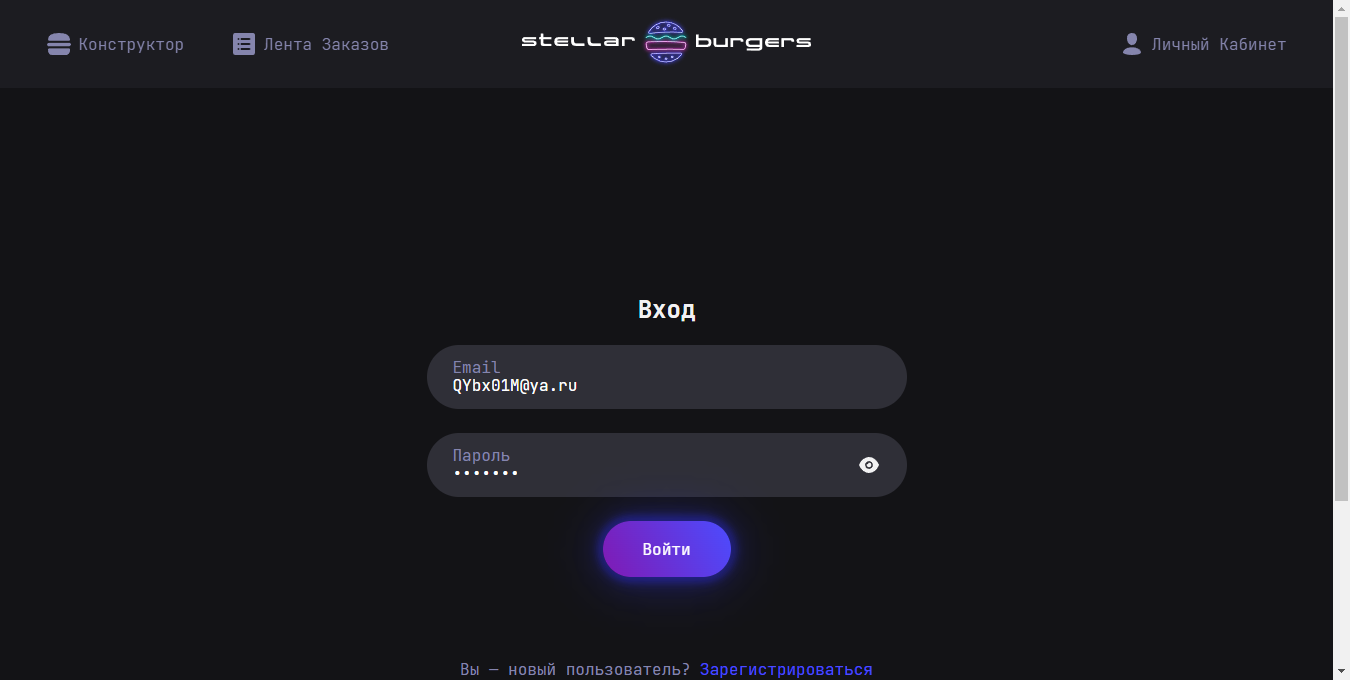 Конструктор
Лента Заказов
stellar burgers
Личный Кабинет
Вход
Email
QYbx01M@ya.ru
Пароль
•••••••
Войти
Вы — новый пользователь? Зарегистрироваться